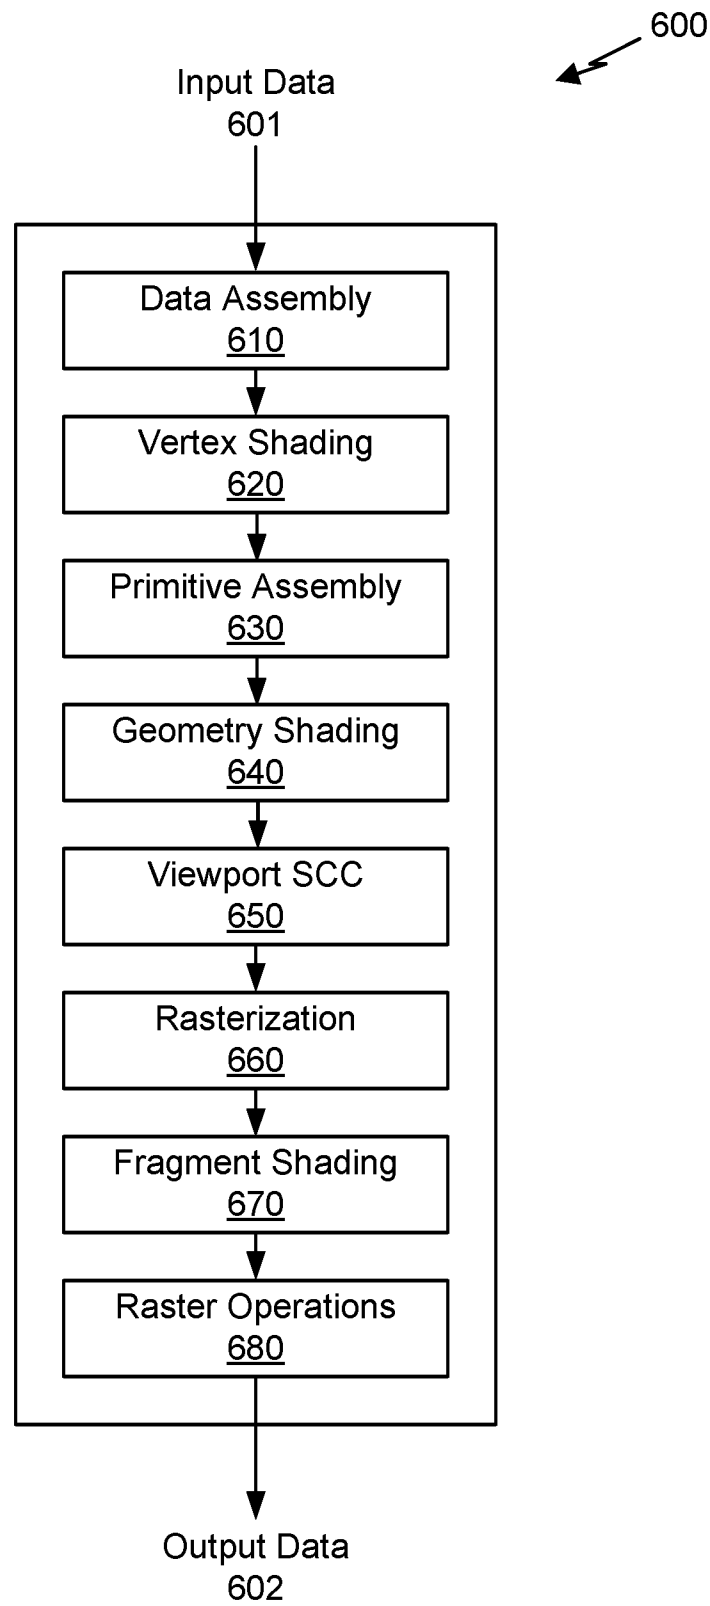 600
Input Data
601
Data Assembly
610
Vertex Shading
620
Primitive Assembly
630
Geometry Shading
640
Viewport SCC
650
Rasterization
660
Fragment Shading
670
Raster Operations
680
Output Data
602